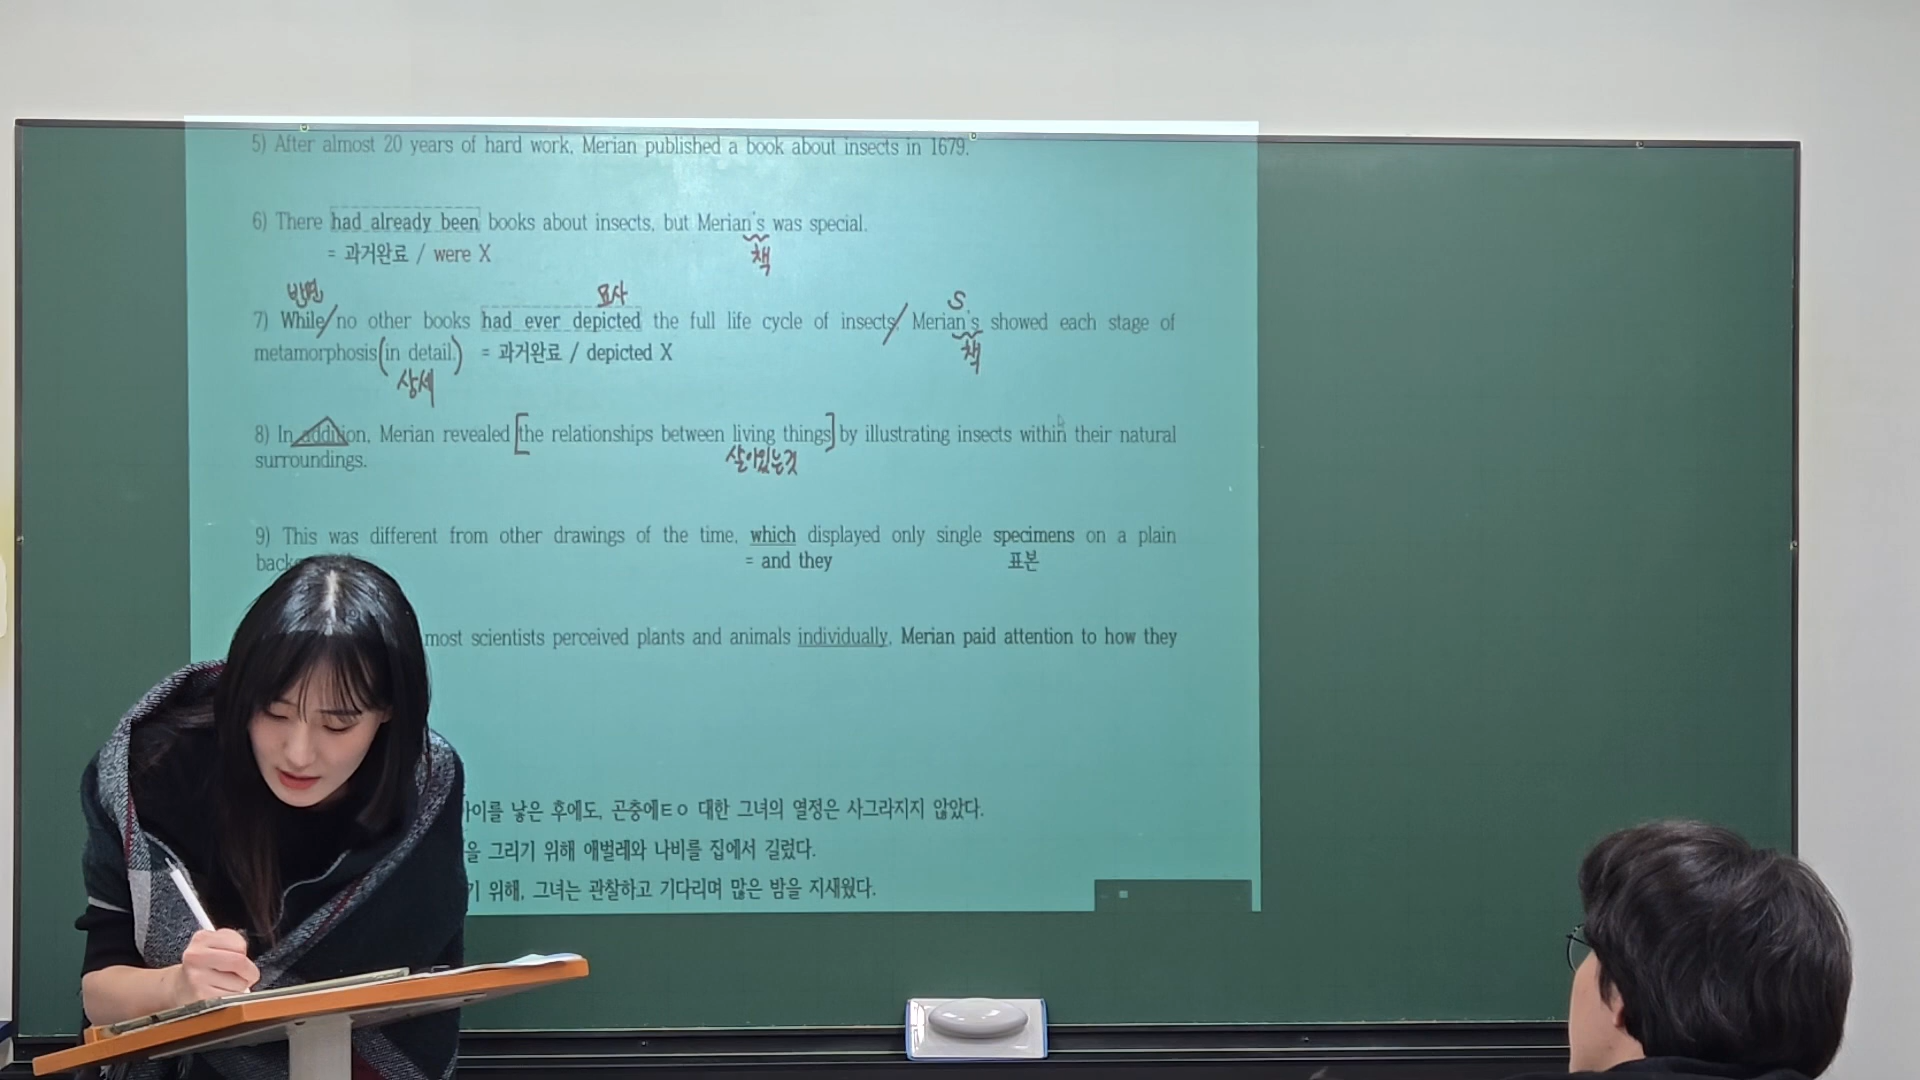 5) After almost 20 years of hard work, Merian published a book about insects in 1679.
6) There had already been books about insects, but Merian's was special.
= 과거완료 / were X
책
반면
묘사
S
7) While no other books had ever depicted the full life cycle of insects, Merian's showed each stage of
metamorphosis in detail. = 과거완료 / depicted X
책
상세
8) In addition, Merian revealed the relationships between living things by illustrating insects within their natural
surroundings.
살아있는것
9) This was different from other drawings of the time, which displayed only single specimens on a plain
= and they
표본
most scientists perceived plants and animals individually, Merian paid attention to how they
낳은 후에도, 곤충에ㅌㅇ 대한 그녀의 열정은 사그라지지 않았다.
을 그리기 위해 애벌레와 나비를 집에서 길렀다.
위해, 그녀는 관찰하고 기다리며 많은 밤을 지새웠다.